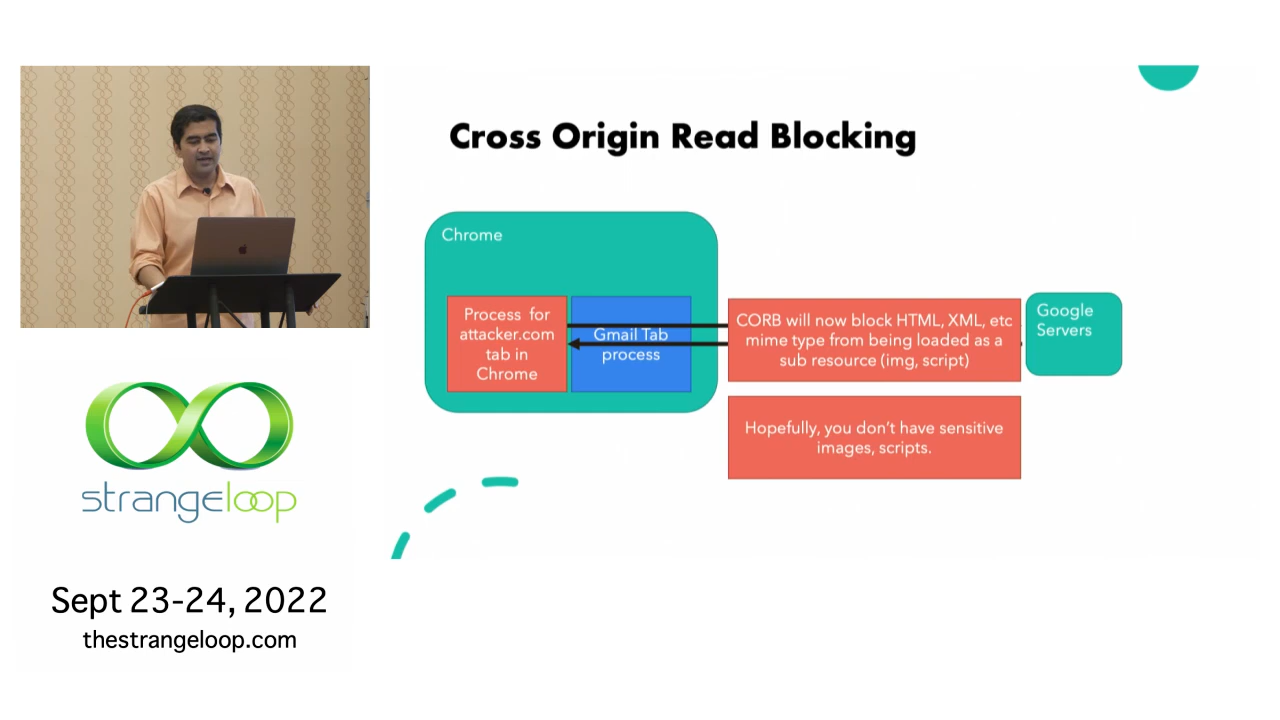 Cross Origin Read Blocking
Chrome
Process for
attacker.com
tab in
Chrome
Gmail Tab
process
CORB will now block HTML, XML, etc
mime type from being loaded as a
sub resource (img, script)
Google
Servers
Hopefully, you don't have sensitive
images, scripts.
strangeloop
Sept 23-24, 2022
thestrangeloop.com